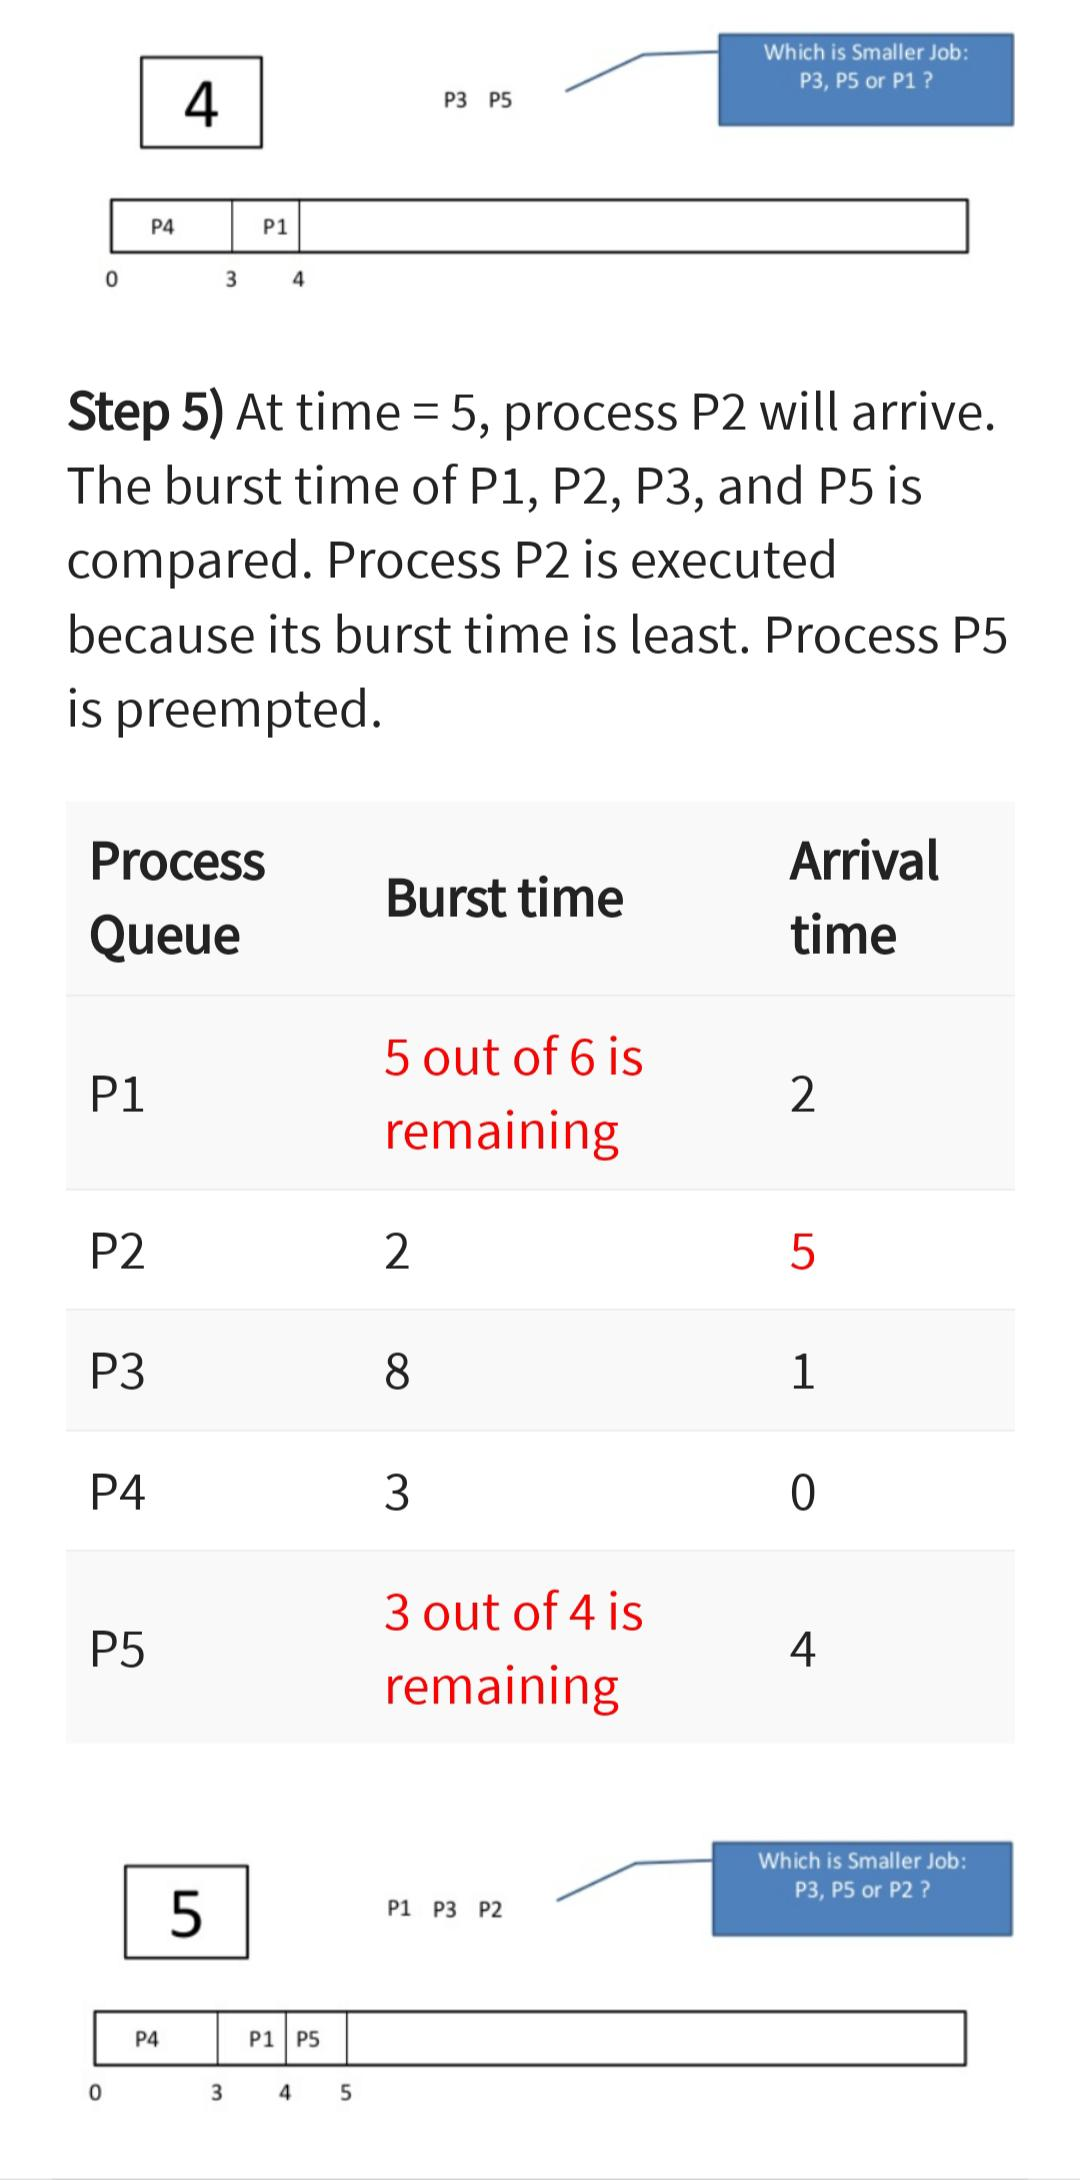 Which is Smaller Job:
P3, P5 or P1 ?
4
P3 P5
P4 P1
0 3 4
Step 5) At time = 5, process P2 will arrive.
The burst time of P1, P2, P3, and P5 is
compared. Process P2 is executed
because its burst time is least. Process P5
is preempted.
Process Queue Burst time Arrival time
P1 5 out of 6 is remaining 2
P2 2 5
P3 8 1
P4 3 0
P5 3 out of 4 is remaining 4
Which is Smaller Job:
P3, P5 or P2 ?
5
P1 P3 P2
P4 P1 P5
0 3 4 5